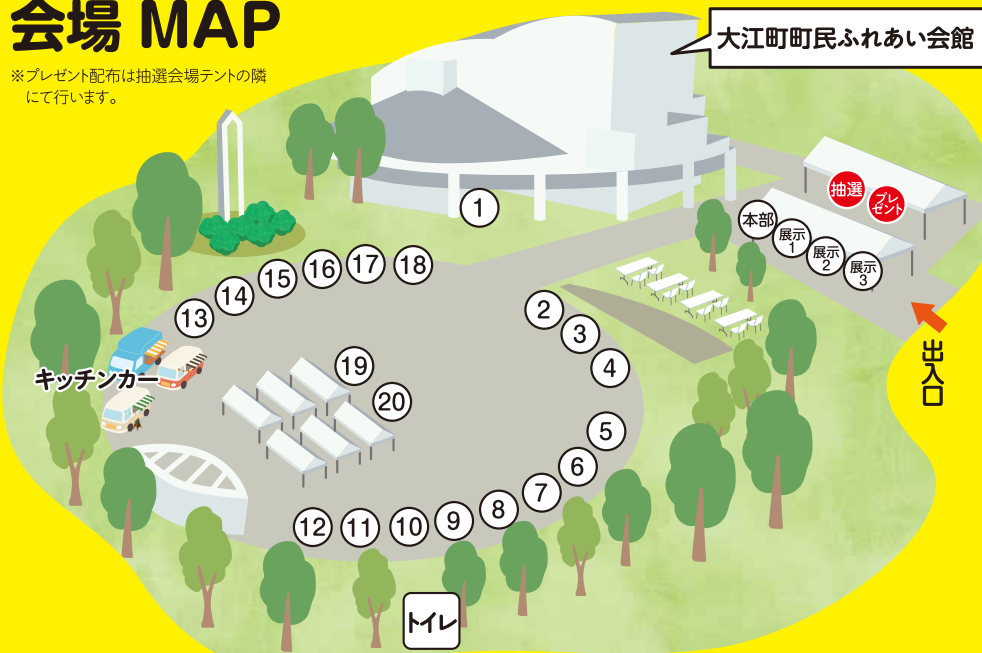 会場 MAP
※プレゼント配布は抽選会場テントの隣
にて行います。
大江町町民ふれあい会館
抽選
プレ
ゼント
本部
展示
1
展示
2
展示
3
出入口
1
2
3
4
5
6
7
8
9
10
11
12
13
14
15
16
17
18
19
20
キッチンカー
トイレ